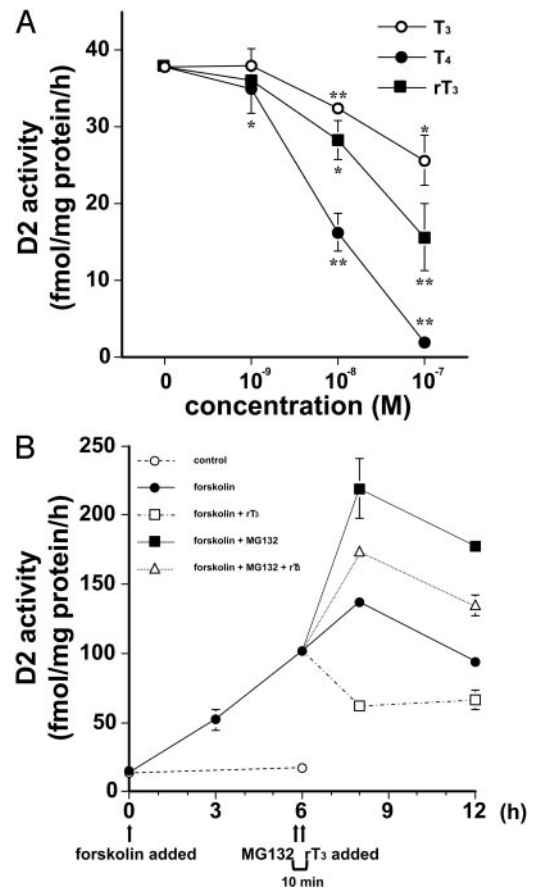 A
T₃
T₄
rT₃
D2 activity
(fmol/mg protein/h)
40
30
20
10
0
** *
* * **
** **
0 10⁻⁹ 10⁻⁸ 10⁻⁷
concentration (M)
B
control
forskolin
forskolin + rT₃
forskolin + MG132
forskolin + MG132 + rT₃
D2 activity
(fmol/mg protein/h)
250
200
150
100
50
0
0 3 6 9 12 (h)
forskolin added MG132 rT₃ added
10 min